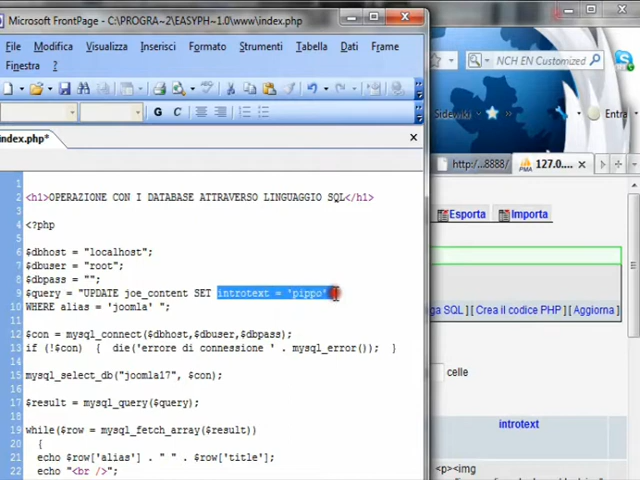 Microsoft FrontPage - C:\PROGRA~2\EASYPH~1.0\www\index.php
File Modifica Visualizza Inserisci Formato Strumenti Tabella Dati Frame
Finestra ?
G C
index.php*
1
2 <h1>OPERAZIONE CON I DATABASE ATTRAVERSO LINGUAGGIO SQL</h1>
3
4 <?php
5
6 $dbhost = "localhost";
7 $dbuser = "root";
8 $dbpass = "";
9 $query = "UPDATE joe_content SET introtext = 'pippo'
10 WHERE alias = 'joomla' ";
11
12 $con = mysql_connect($dbhost,$dbuser,$dbpass);
13 if (!$con) { die('errore di connessione ' . mysql_error()); }
14
15 mysql_select_db("joomla17", $con);
16
17 $result = mysql_query($query);
18
19 while($row = mysql_fetch_array($result))
20 {
21 echo $row['alias'] . " " . $row['title'];
22 echo "<br />";
NCH EN Customized
Sidewiki
Entra
http:/...8888/
127.0....
Esporta Importa
ga SQL ] [ Crea il codice PHP ] [ Aggiorna ]
celle
introtext
<p><img